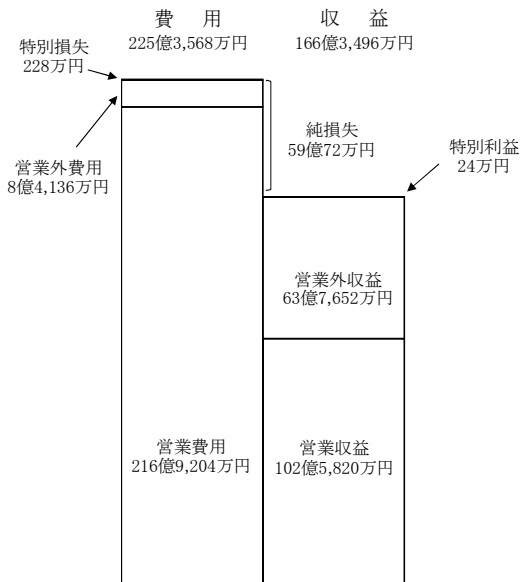 費　用
225億3,568万円
収　益
166億3,496万円
特別損失
228万円
営業外費用
8億4,136万円
純損失
59億72万円
特別利益
24万円
営業外収益
63億7,652万円
営業費用
216億9,204万円
営業収益
102億5,820万円